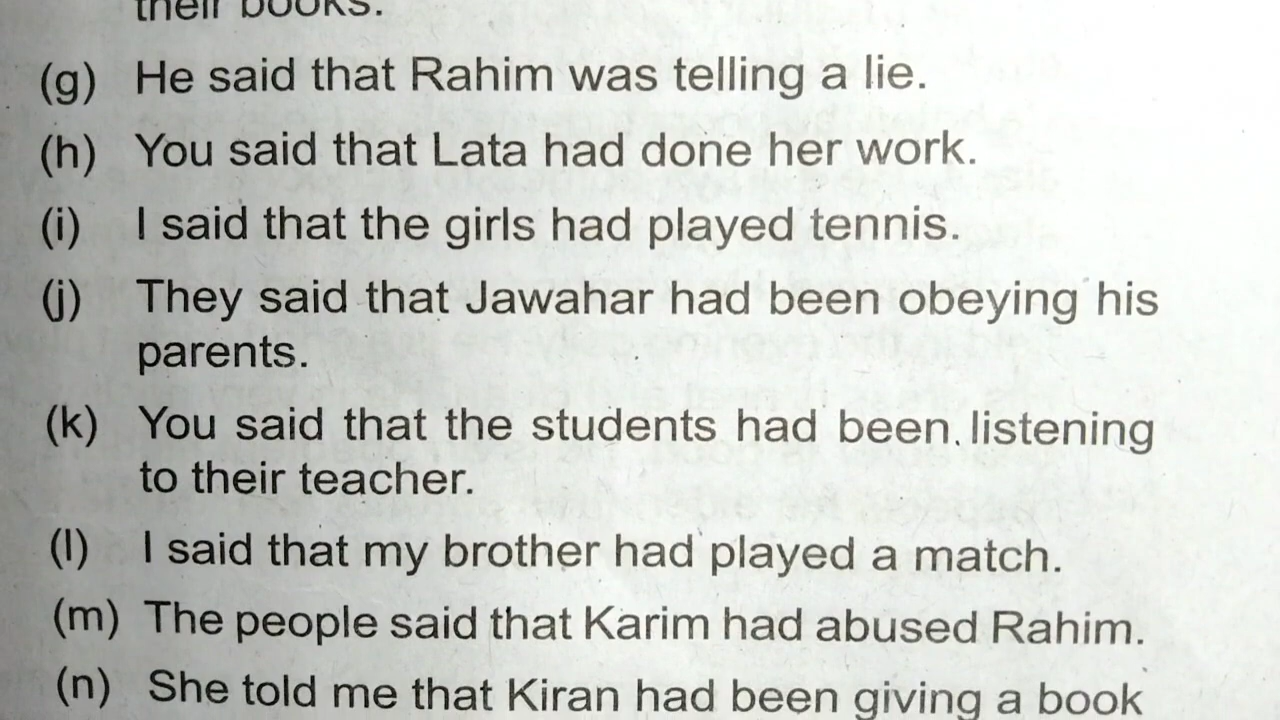 their books.
(g) He said that Rahim was telling a lie.
(h) You said that Lata had done her work.
(i) I said that the girls had played tennis.
(j) They said that Jawahar had been obeying his
parents.
(k) You said that the students had been listening
to their teacher.
(l) I said that my brother had played a match.
(m) The people said that Karim had abused Rahim.
(n) She told me that Kiran had been giving a book